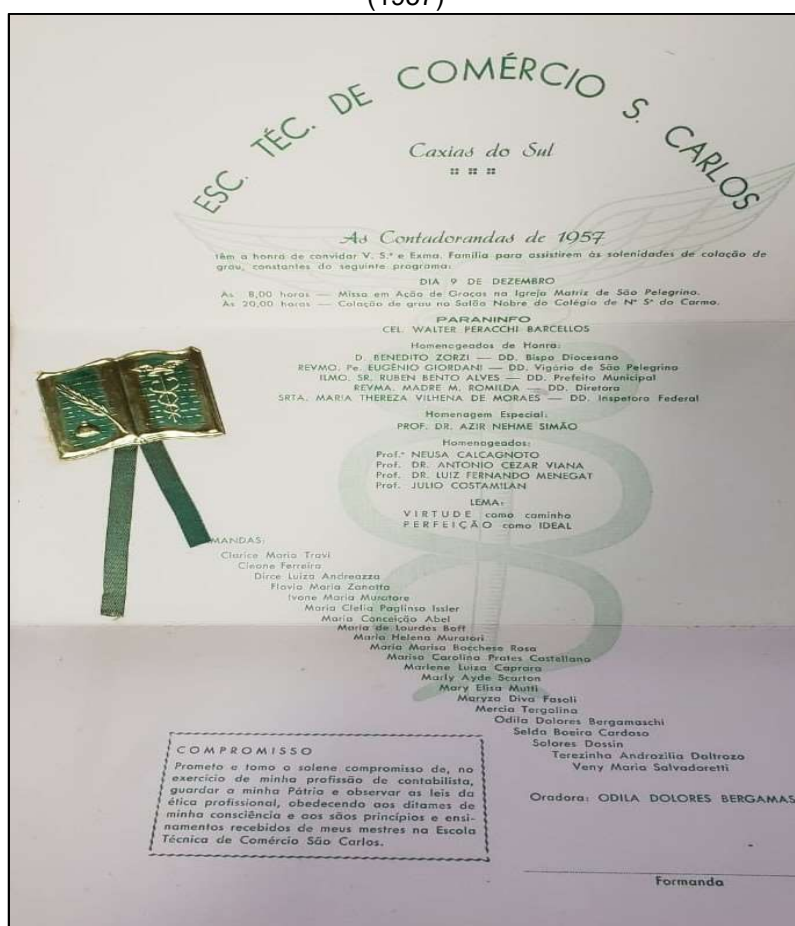 (1957)
ESC. TÉC. DE COMÉRCIO S. CARLOS
Caxias do Sul
As Contadorandas de 1957
têm a honra de convidar V. S.ª e Exma. Família para assistirem às solenidades de colação de
grau, constantes do seguinte programa:
DIA 9 DE DEZEMBRO
Às 8,00 horas — Missa em Ação de Graças na Igreja Matriz de São Pelegrino.
Às 20,00 horas — Colação de grau no Salão Nobre do Colégio de Nª Sª do Carmo.
PARANINFO
CEL. WALTER PERACCHI BARCELLOS
Homenageados de Honra:
D. BENEDITO ZORZI — DD. Bispo Diocesano
REVMO. Pe. EUGÊNIO GIORDANI — DD. Vigário de São Pelegrino
ILMO. SR. RUBEN BENTO ALVES — DD. Prefeito Municipal
REVMA. MADRE M. ROMILDA — DD. Diretora
SRTA. MARIA THEREZA VILHENA DE MORAES — DD. Inspetora Federal
Homenagem Especial:
PROF. DR. AZIR NEHME SIMÃO
Homenageados:
Prof.ª NEUSA CALCAGNOTO
Prof. DR. ANTONIO CEZAR VIANA
Prof. DR. LUIZ FERNANDO MENEGAT
Prof. JULIO COSTAMILAN
LEMA:
VIRTUDE como caminho
PERFEIÇÃO como IDEAL
MANDAS:
Clarice Maria Travi
Cleone Ferreira
Dirce Luiza Andreazza
Flavia Maria Zanotta
Ivone Maria Muratore
Maria Clelia Paglinso Issler
Maria Conceição Abel
Maria de Lourdes Boff
Maria Helena Muratori
Maria Marisa Bocchese Rosa
Marisa Carolina Prates Castellano
Marlene Luiza Caprara
Marly Ayde Scarton
Mary Elisa Mutti
Maryza Diva Fasoli
Mercia Tergolina
Odila Dolores Bergamaschi
Selda Boeira Cardoso
Solores Dossin
Terezinha Androzilia Daltrozo
Veny Maria Salvadoretti
COMPROMISSO
Prometo e tomo o solene compromisso de, no
exercício de minha profissão de contabilista,
guardar a minha Pátria e observar as leis da
ética profissional, obedecendo aos ditames de
minha consciência e aos sãos princípios e ensi-
namentos recebidos de meus mestres na Escola
Técnica de Comércio São Carlos.
Oradora: ODILA DOLORES BERGAMAS
Formanda